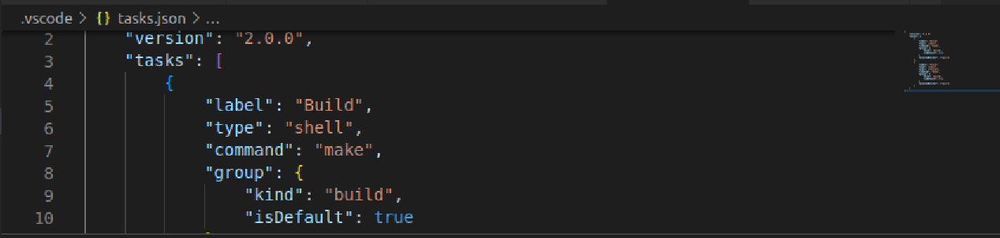 .vscode > {} tasks.json > ...
2 "version": "2.0.0",
3 "tasks": [
4 {
5 "label": "Build",
6 "type": "shell",
7 "command": "make",
8 "group": {
9 "kind": "build",
10 "isDefault": true